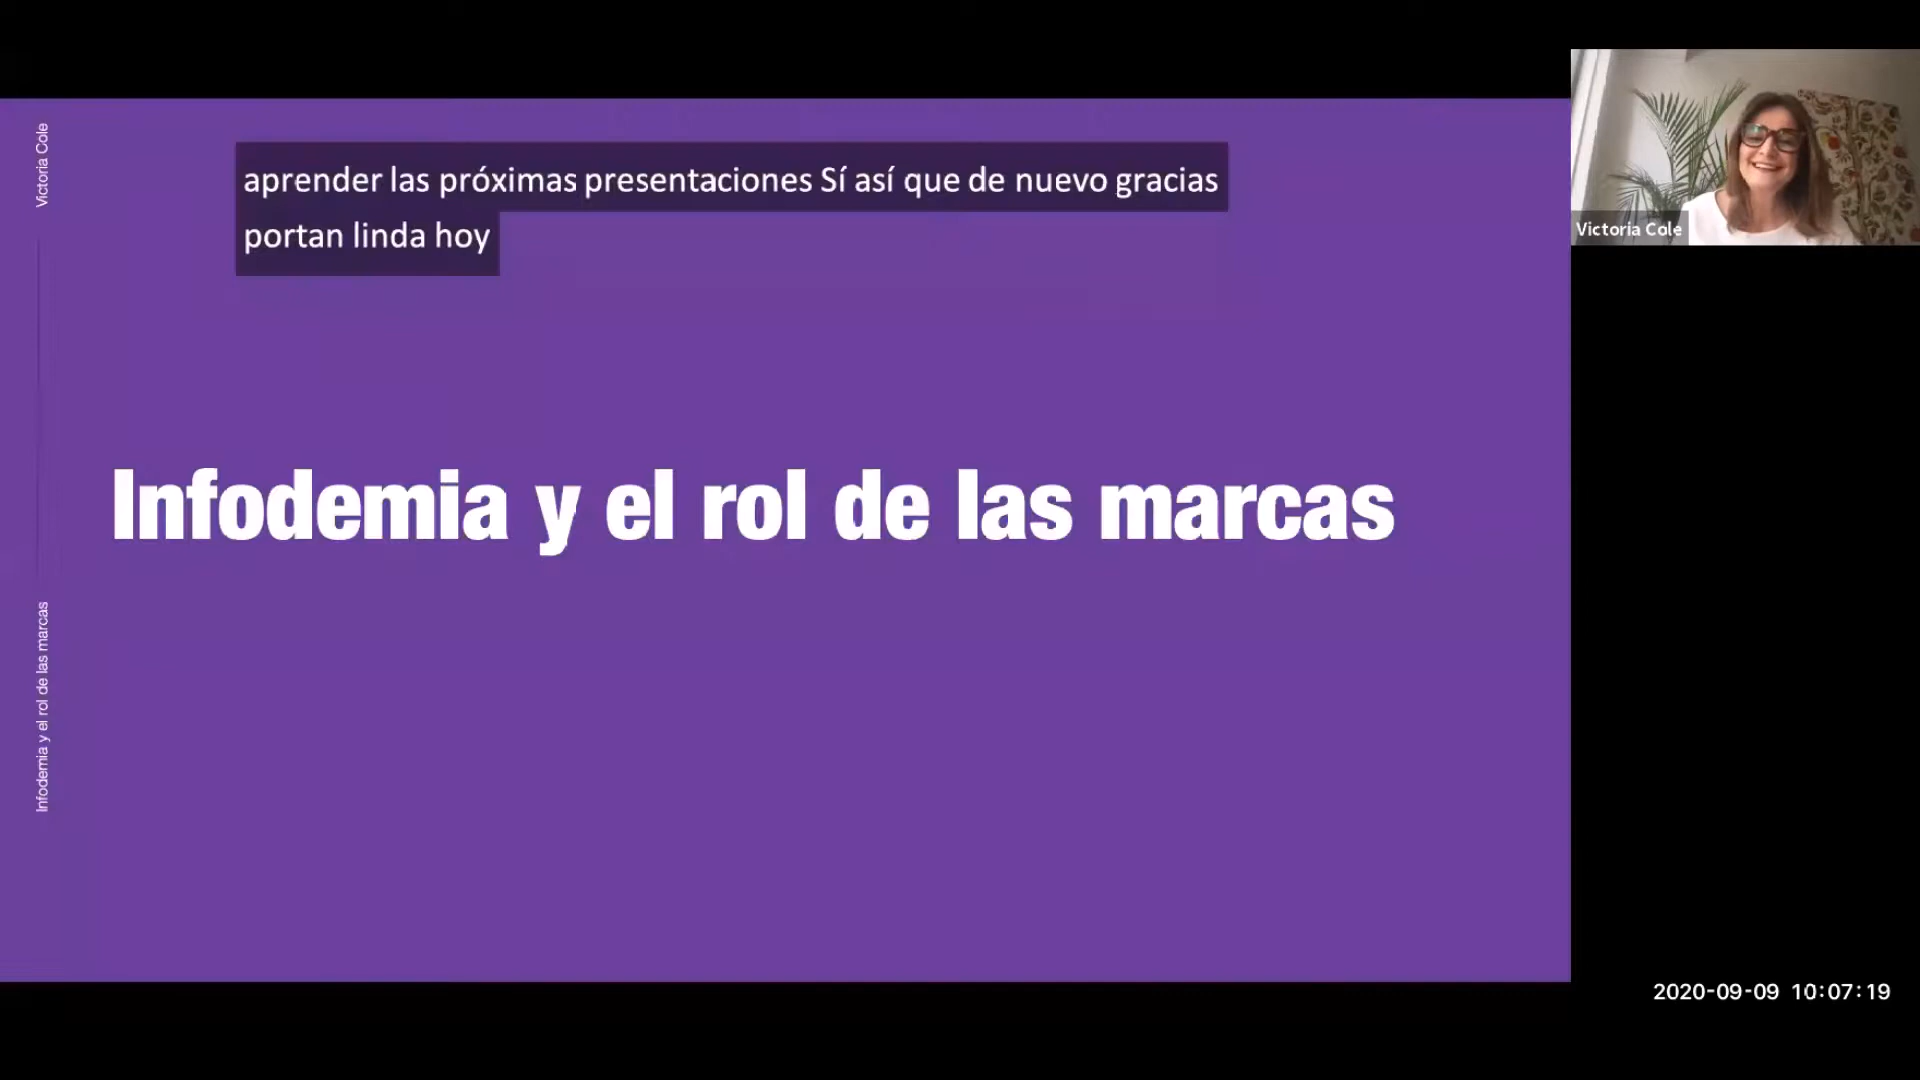 Victoria Cole
aprender las próximas presentaciones Sí así que de nuevo gracias
portan linda hoy
Victoria Cole
Infodemia y el rol de las marcas
Infodemia y el rol de las marcas
2020-09-09 10:07:19